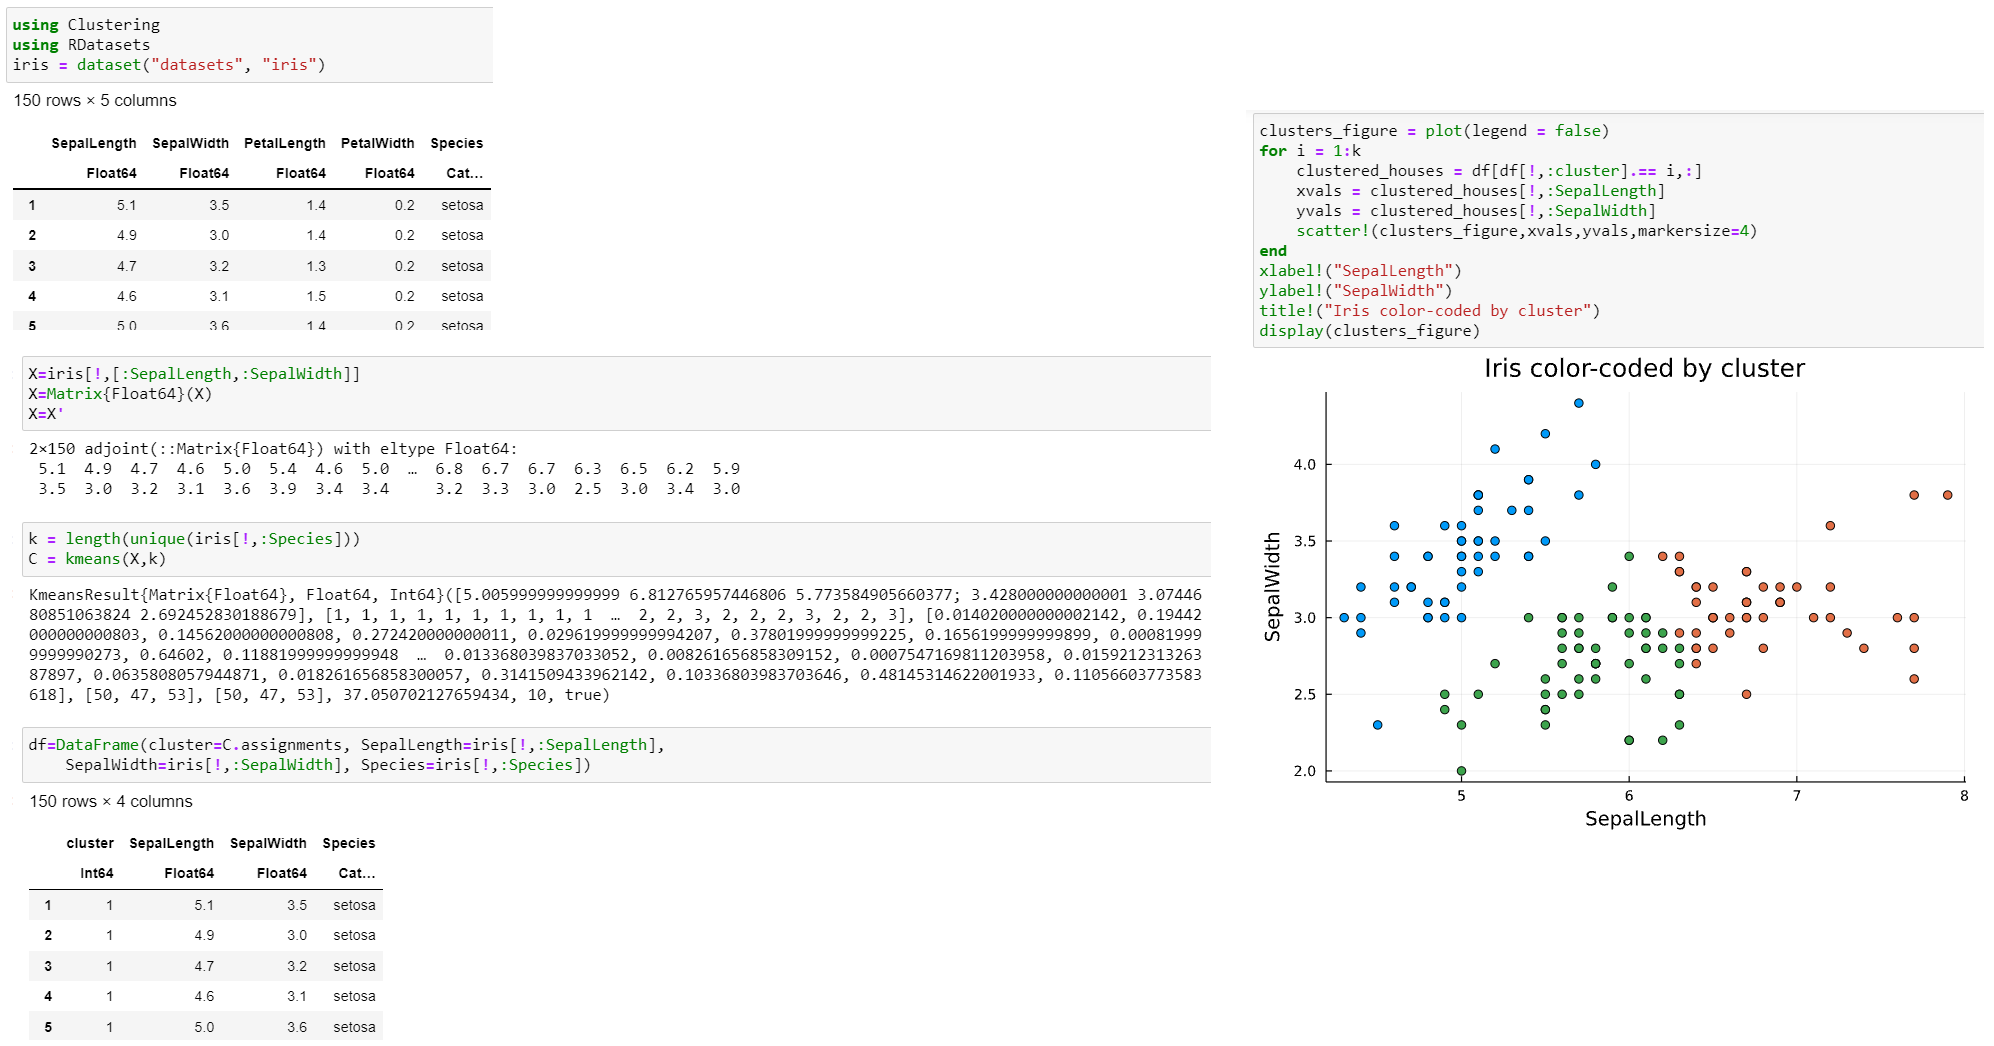 using Clustering
using RDatasets
iris = dataset("datasets", "iris")
150 rows × 5 columns
SepalLength SepalWidth PetalLength PetalWidth Species
Float64 Float64 Float64 Float64 Cat…
1 5.1 3.5 1.4 0.2 setosa
2 4.9 3.0 1.4 0.2 setosa
3 4.7 3.2 1.3 0.2 setosa
4 4.6 3.1 1.5 0.2 setosa
5 5.0 3.6 1.4 0.2 setosa
X=iris[!,[:SepalLength,:SepalWidth]]
X=Matrix{Float64}(X)
X=X'
2×150 adjoint(::Matrix{Float64}) with eltype Float64:
5.1 4.9 4.7 4.6 5.0 5.4 4.6 5.0 … 6.8 6.7 6.7 6.3 6.5 6.2 5.9
3.5 3.0 3.2 3.1 3.6 3.9 3.4 3.4 3.2 3.3 3.0 2.5 3.0 3.4 3.0
k = length(unique(iris[!,:Species]))
C = kmeans(X,k)
KmeansResult{Matrix{Float64}, Float64, Int64}([5.005999999999999 6.812765957446806 5.773584905660377; 3.428000000000001 3.07446
80851063824 2.692452830188679], [1, 1, 1, 1, 1, 1, 1, 1, 1, 1 … 2, 2, 3, 2, 2, 2, 3, 2, 2, 3], [0.014020000000002142, 0.19442
000000000803, 0.14562000000000808, 0.272420000000011, 0.029619999999994207, 0.37801999999999225, 0.1656199999999899, 0.00081999
9999990273, 0.64602, 0.11881999999999948 … 0.013368039837033052, 0.008261656858309152, 0.0007547169811203958, 0.0159212313263
87897, 0.0635808057944871, 0.018261656858300057, 0.3141509433962142, 0.10336803983703646, 0.48145314622001933, 0.11056603773583
618], [50, 47, 53], [50, 47, 53], 37.050702127659434, 10, true)
df=DataFrame(cluster=C.assignments, SepalLength=iris[!,:SepalLength],
SepalWidth=iris[!,:SepalWidth], Species=iris[!,:Species])
150 rows × 4 columns
cluster SepalLength SepalWidth Species
Int64 Float64 Float64 Cat…
1 1 5.1 3.5 setosa
2 1 4.9 3.0 setosa
3 1 4.7 3.2 setosa
4 1 4.6 3.1 setosa
5 1 5.0 3.6 setosa
clusters_figure = plot(legend = false)
for i = 1:k
clustered_houses = df[df[!,:cluster].== i,:]
xvals = clustered_houses[!,:SepalLength]
yvals = clustered_houses[!,:SepalWidth]
scatter!(clusters_figure,xvals,yvals,markersize=4)
end
xlabel!("SepalLength")
ylabel!("SepalWidth")
title!("Iris color-coded by cluster")
display(clusters_figure)
Iris color-coded by cluster
SepalWidth
4.0
3.5
3.0
2.5
2.0
5 6 7 8
SepalLength